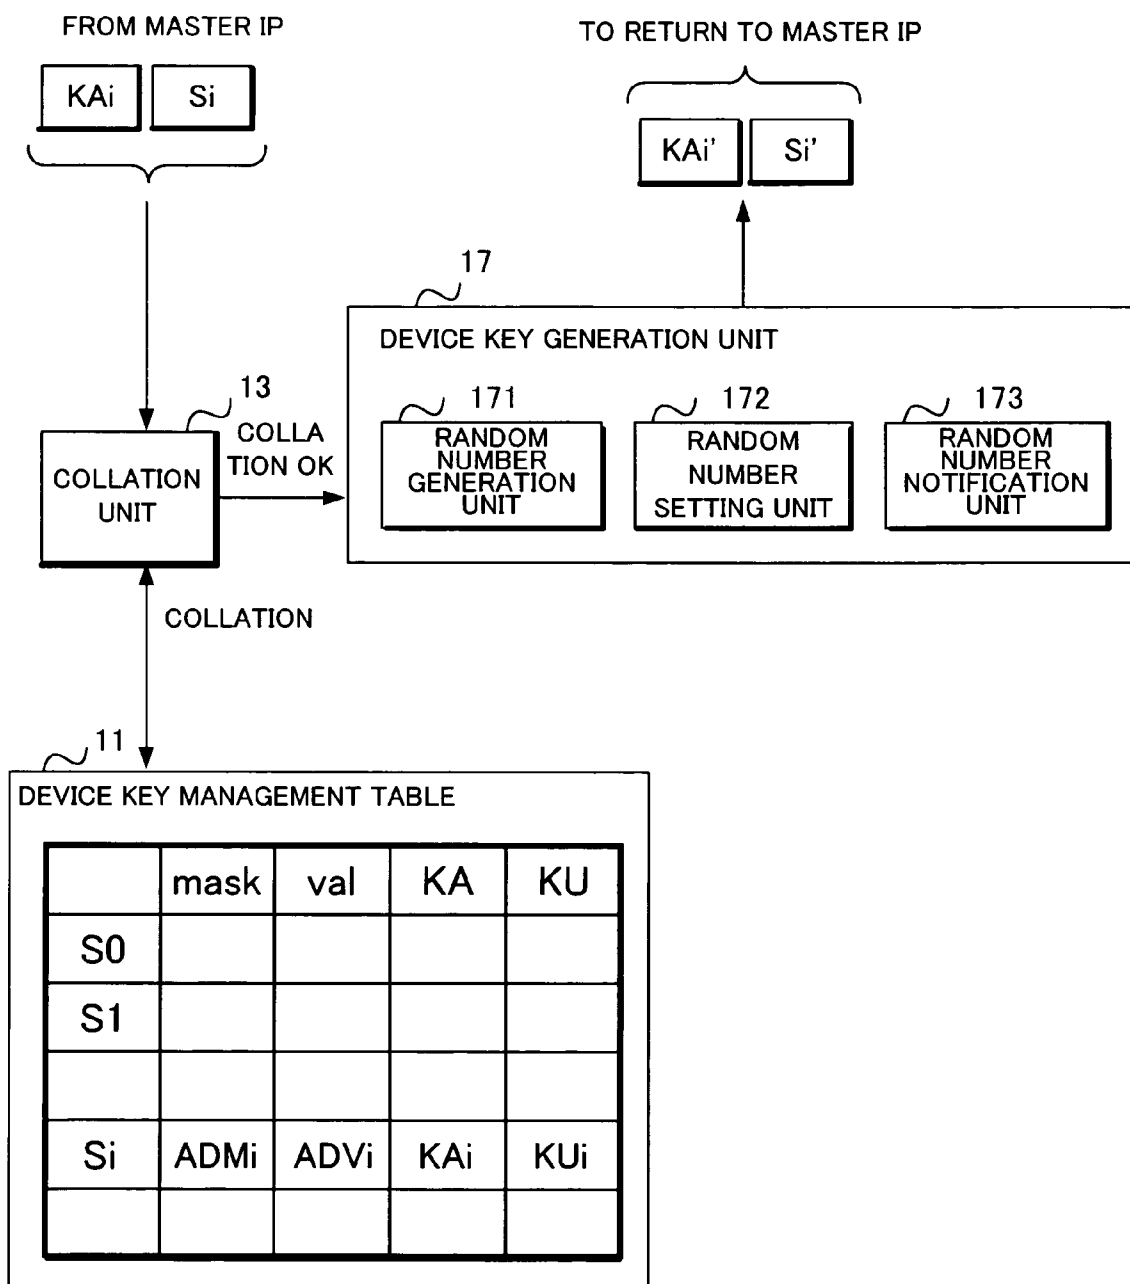 FROM MASTER IP
TO RETURN TO MASTER IP
KAi Si
KAi' Si'
17
DEVICE KEY GENERATION UNIT
13
COLLA
TION OK
171
RANDOM
NUMBER
GENERATION
UNIT
172
RANDOM
NUMBER
SETTING UNIT
173
RANDOM
NUMBER
NOTIFICATION
UNIT
COLLATION
UNIT
COLLATION
11
DEVICE KEY MANAGEMENT TABLE
mask val KA KU
S0
S1
Si ADMi ADVi KAi KUi